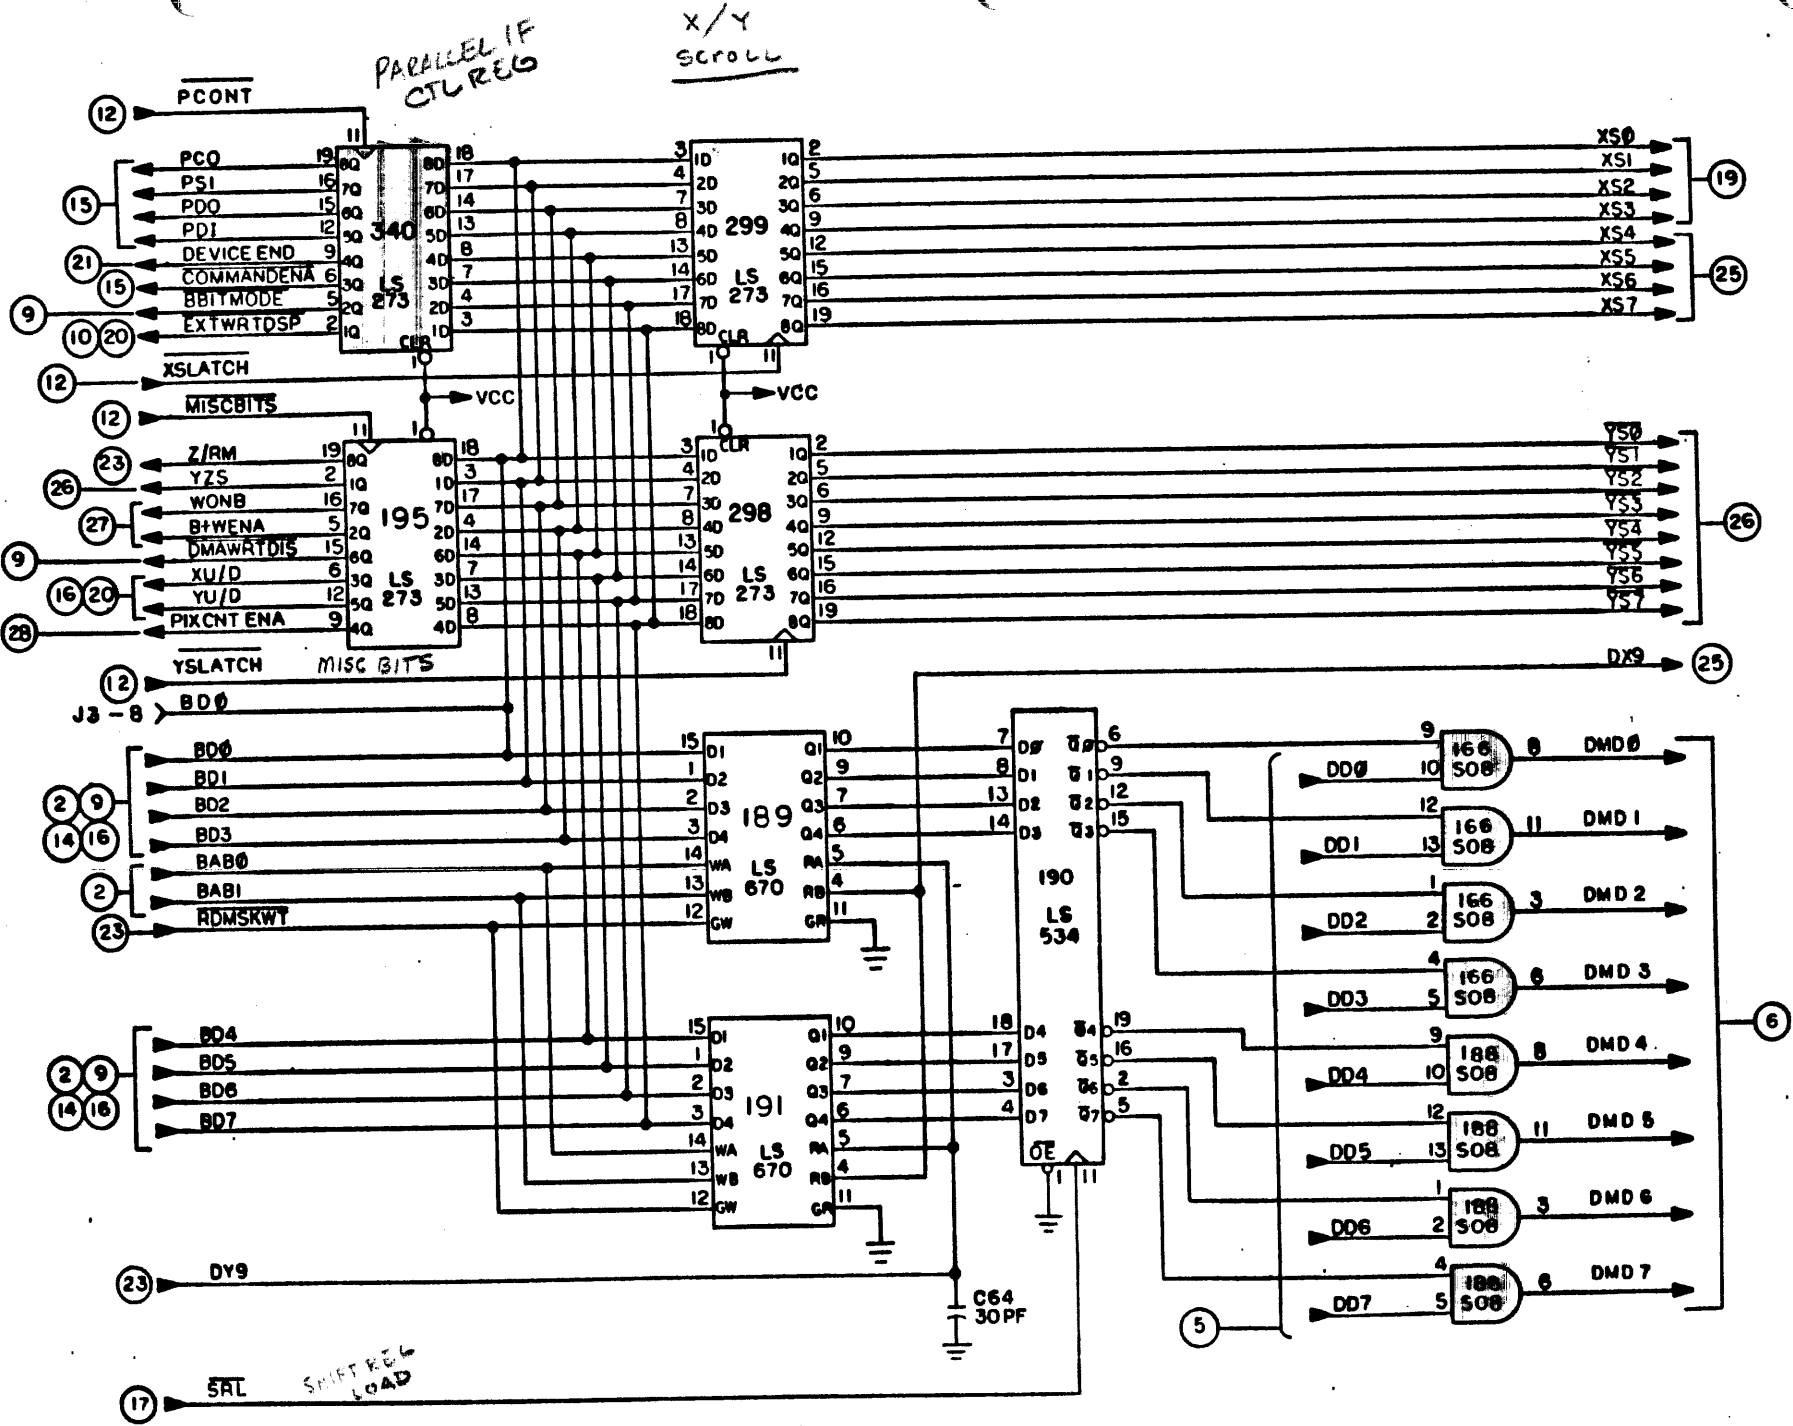 X/Y
SCROLL
PARALLEL IF
CTL REG
PCONT
12
11
15
PCO
PSI
PDO
PDI
21
DEVICE END
15
COMMANDENA
9
8BITMODE
10 20
EXTWRTDSP
19 8Q 8D 18
16 7Q 7D 17
15 6Q 6D 14
12 5Q 5D 13
9 4Q 4D 8
6 3Q 3D 7
5 2Q 2D 4
2 1Q 1D 3
340
LS
273
CLR
1
3 1D 1Q 2
4 2D 2Q 5
7 3D 3Q 6
8 4D 4Q 9
13 5D 5Q 12
14 6D 6Q 15
17 7D 7Q 16
18 8D 8Q 19
299
LS
273
CLR
1 11
XSØ
XS1
XS2
XS3
19
XS4
XS5
XS6
XS7
25
12
XSLATCH
VCC
VCC
12
MISCBITS
11 1
1 CLR
23 Z/RM
26 YZS
27 WONB
B+WENA
9 DMAWRTDIS
16 20 XU/D
YU/D
28 PIXCNT ENA
19 8Q 8D 18
2 1Q 1D 3
16 7Q 7D 17
5 2Q 2D 4
15 6Q 6D 14
6 3Q 3D 7
12 5Q 5D 13
9 4Q 4D 8
195
LS
273
MISC BITS
3 1D 1Q 2
4 2D 2Q 5
7 3D 3Q 6
8 4D 4Q 9
13 5D 5Q 12
14 6D 6Q 15
17 7D 7Q 16
18 8D 8Q 19
298
LS
273
11
YSØ
YS1
YS2
YS3
YS4
YS5
YS6
YS7
26
12
YSLATCH
DX9 25
J3-8 BDØ
2 9
14 16
BDØ
BD1
BD2
BD3
2
BABØ
BAB1
23
RDMSKWT
15 D1 Q1 10
1 D2 Q2 9
2 D3 Q3 7
3 D4 Q4 6
14 WA RA 5
13 WB RB 4
12 GW GR 11
189
LS
670
7 DØ QØ 6
8 D1 Q1 9
13 D2 Q2 12
14 D3 Q3 15
190
LS
534
18 D4 Q4 19
17 D5 Q5 16
3 D6 Q6 2
4 D7 Q7 5
OE
1 11
2 9
14 16
BD4
BD5
BD6
BD7
15 D1 Q1 10
1 D2 Q2 9
2 D3 Q3 7
3 D4 Q4 6
14 WA RA 5
13 WB RB 4
12 GW GR 11
191
LS
670
9 166 8 DMDØ
DDØ 10 S08
12 166 11 DMD1
DD1 13 S08
1 166 3 DMD2
DD2 2 S08
4 166 6 DMD3
DD3 5 S08
9 188 8 DMD4
DD4 10 S08
12 188 11 DMD5
DD5 13 S08
1 188 3 DMD6
DD6 2 S08
4 188 6 DMD7
DD7 5 S08
6
5
23 DY9
C64
30PF
17 SRL
SHIFT REG
LOAD